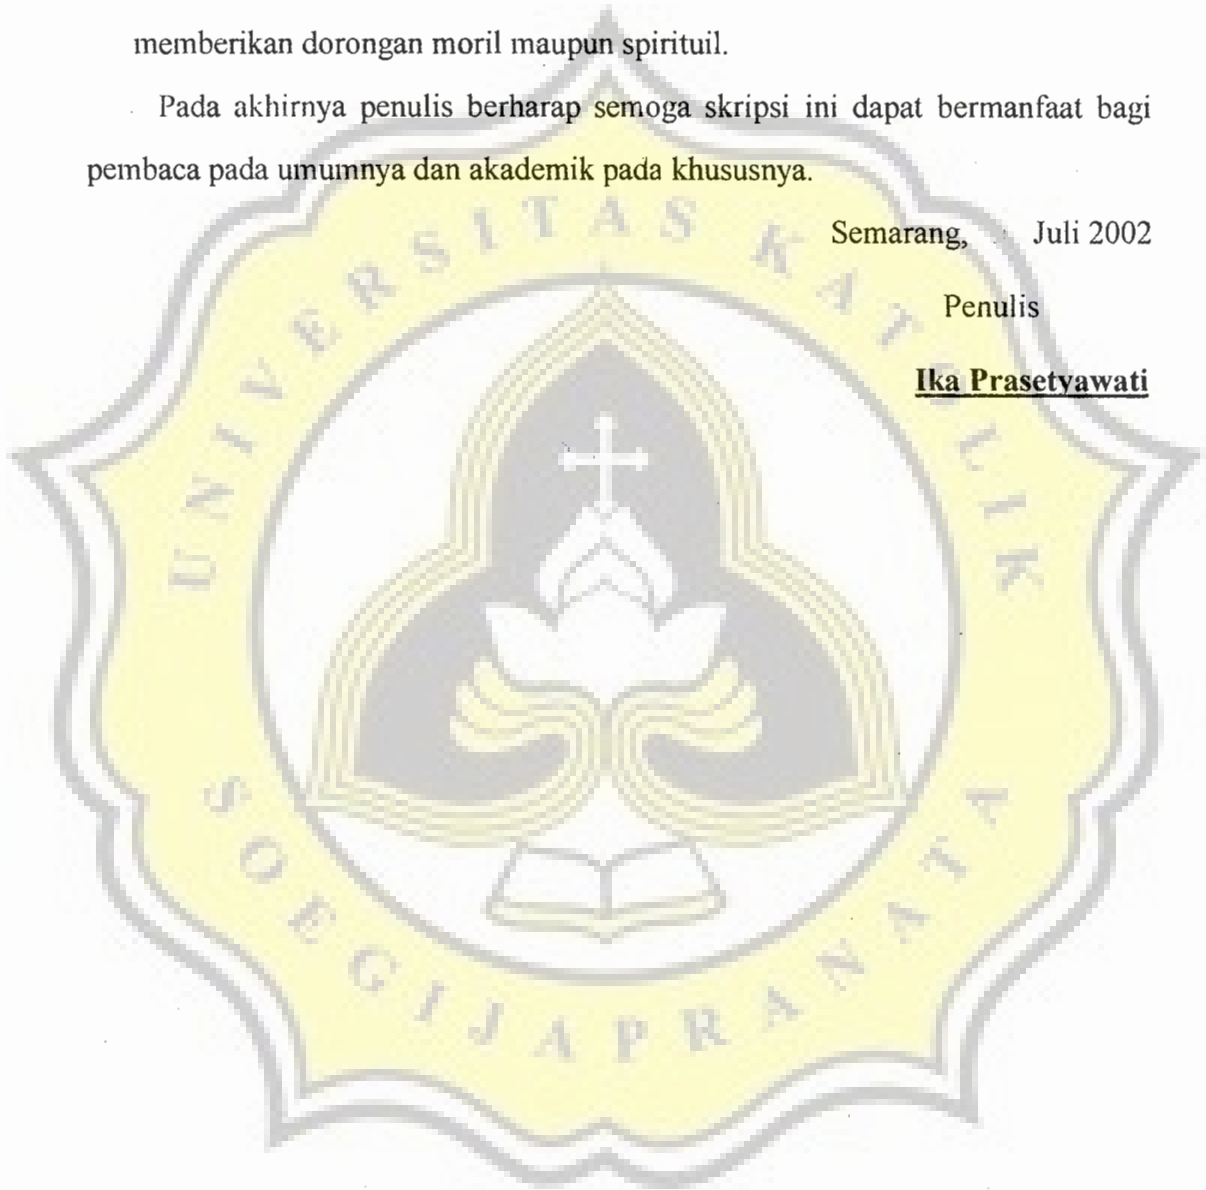 memberikan dorongan moril maupun spirituil.
Pada akhirnya penulis berharap semoga skripsi ini dapat bermanfaat bagi
pembaca pada umumnya dan akademik pada khususnya.
Semarang, Juli 2002
Penulis
Ika Prasetyawati
UNIVERSITAS KATOLIK
SOEGIJAPRANATA